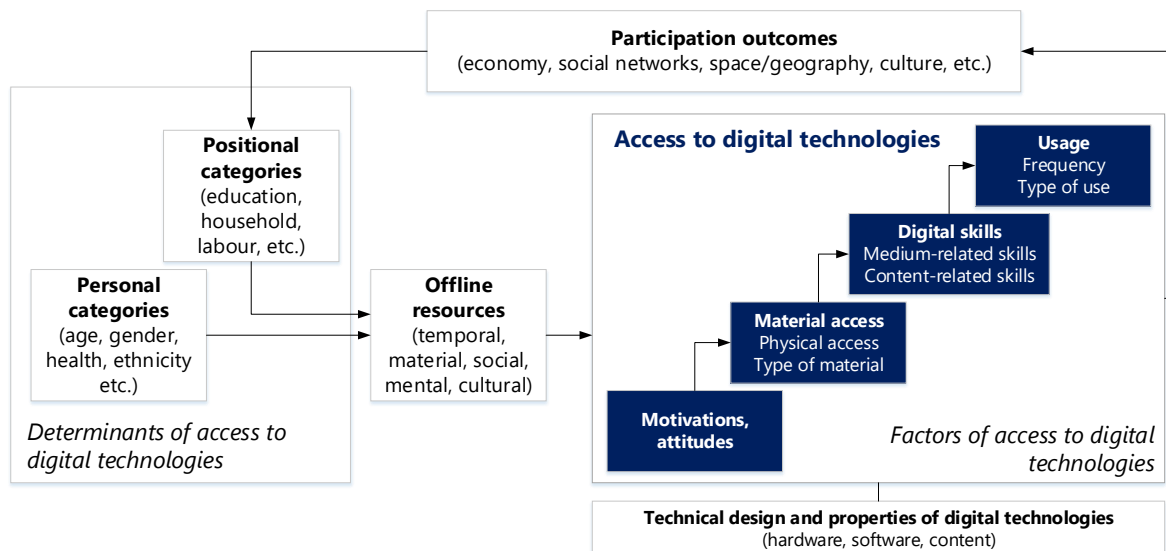 Participation outcomes
(economy, social networks, space/geography, culture, etc.)
Positional
categories
(education,
household,
labour, etc.)
Personal
categories
(age, gender,
health, ethnicity
etc.)
Determinants of access to
digital technologies
Offline
resources
(temporal,
material, social,
mental, cultural)
Access to digital technologies
Usage
Frequency
Type of use
Digital skills
Medium-related skills
Content-related skills
Material access
Physical access
Type of material
Motivations,
attitudes
Factors of access to digital
technologies
Technical design and properties of digital technologies
(hardware, software, content)